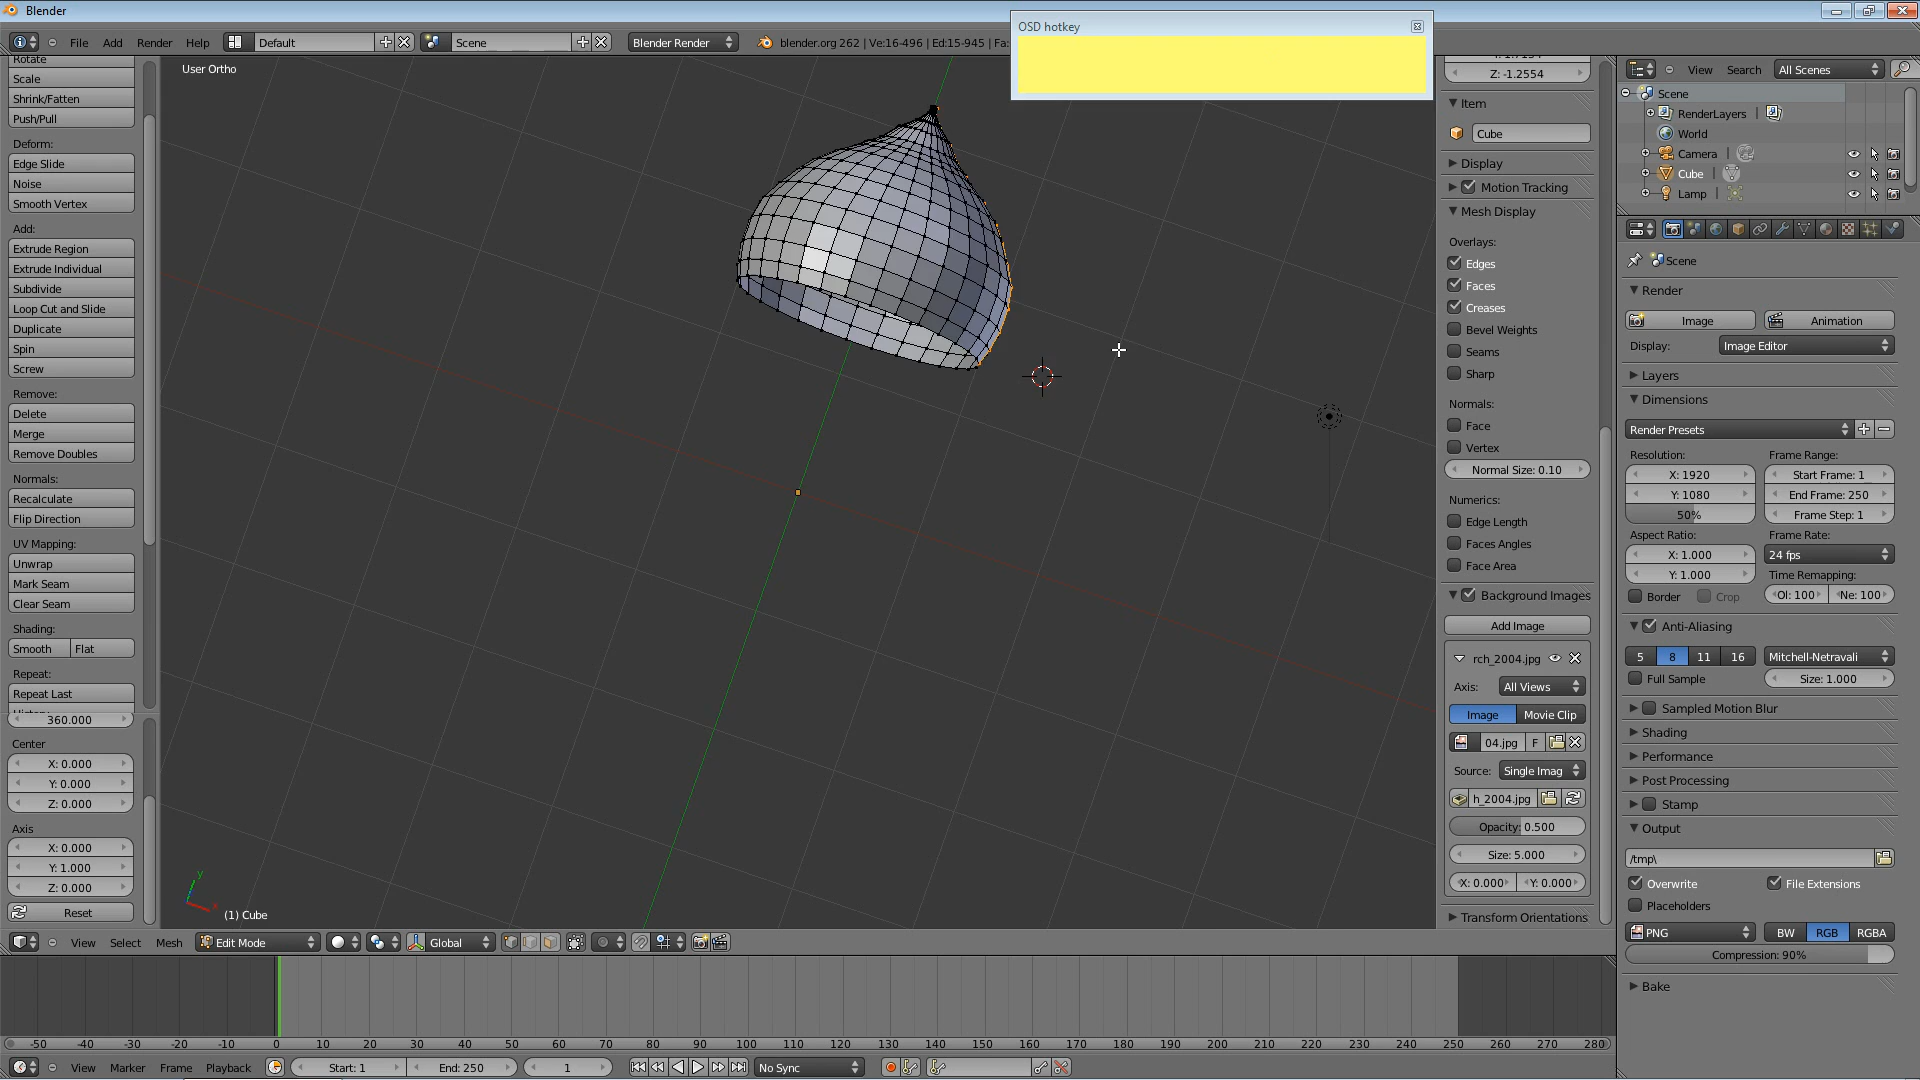 Blender
OSD hotkey
File Add Render Help Default Scene Blender Render blender.org 262 | Ve:16-496 | Ed:15-945 | Fa:
User Ortho
Rotate
Scale
Shrink/Fatten
Push/Pull
Deform:
Edge Slide
Noise
Smooth Vertex
Add:
Extrude Region
Extrude Individual
Subdivide
Loop Cut and Slide
Duplicate
Spin
Screw
Remove:
Delete
Merge
Remove Doubles
Normals:
Recalculate
Flip Direction
UV Mapping:
Unwrap
Mark Seam
Clear Seam
Shading:
Smooth Flat
Repeat:
Repeat Last
360.000
Center
X: 0.000
Y: 0.000
Z: 0.000
Axis
X: 0.000
Y: 1.000
Z: 0.000
Reset
y
x
(1) Cube
Z: -1.2554
Item
Cube
Display
Motion Tracking
Mesh Display
Overlays:
Edges
Faces
Creases
Bevel Weights
Seams
Sharp
Normals:
Face
Vertex
Normal Size: 0.10
Numerics:
Edge Length
Faces Angles
Face Area
Background Images
Add Image
rch_2004.jpg
Axis: All Views
Image Movie Clip
04.jpg F
Source: Single Imag
h_2004.jpg
Opacity: 0.500
Size: 5.000
X: 0.000 Y: 0.000
Transform Orientations
View Search All Scenes
Scene
RenderLayers |
World
Camera |
Cube |
Lamp |
Scene
Render
Image Animation
Display: Image Editor
Layers
Dimensions
Render Presets
Resolution: Frame Range:
X: 1920 Start Frame: 1
Y: 1080 End Frame: 250
50% Frame Step: 1
Aspect Ratio: Frame Rate:
X: 1.000 24 fps
Y: 1.000 Time Remapping:
Border Crop Ol: 100 Ne: 100
Anti-Aliasing
5 8 11 16 Mitchell-Netravali
Full Sample Size: 1.000
Sampled Motion Blur
Shading
Performance
Post Processing
Stamp
Output
/tmp\
Overwrite File Extensions
Placeholders
PNG BW RGB RGBA
Compression: 90%
Bake
View Select Mesh Edit Mode Global
-50 -40 -30 -20 -10 0 10 20 30 40 50 60 70 80 90 100 110 120 130 140 150 160 170 180 190 200 210 220 230 240 250 260 270 280
View Marker Frame Playback Start: 1 End: 250 1 No Sync